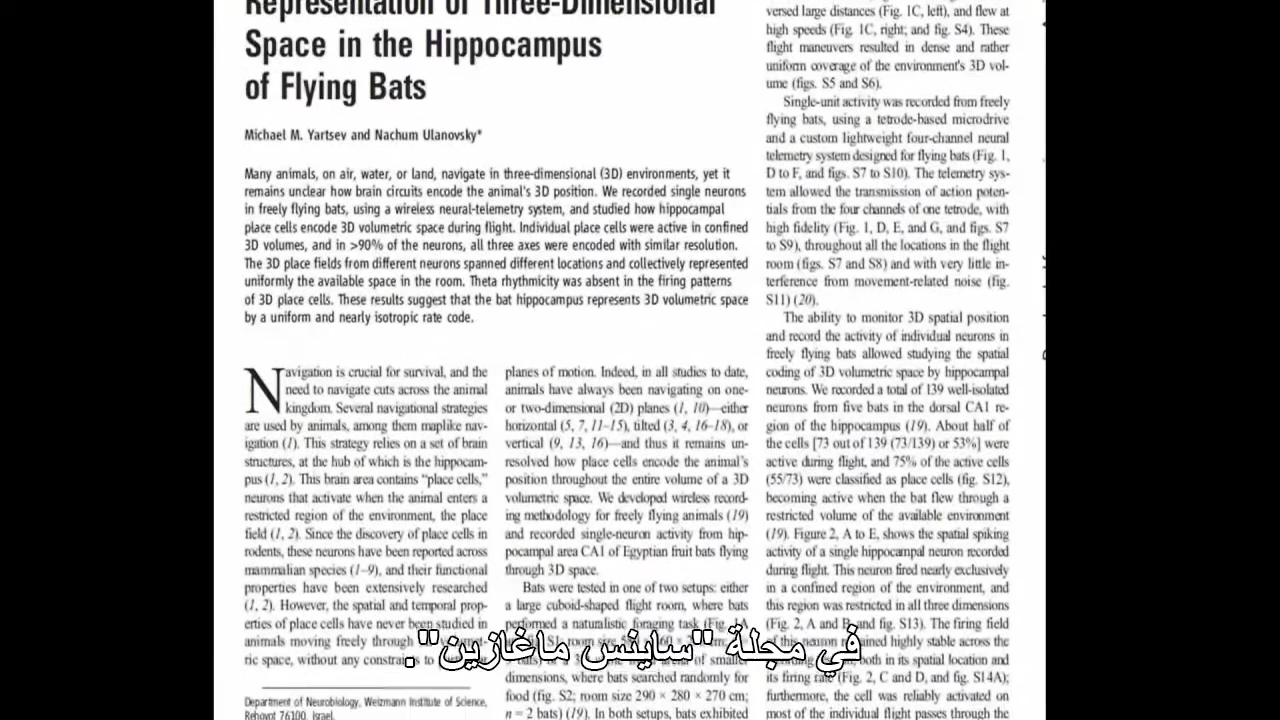 Representation of Three-Dimensional
Space in the Hippocampus
of Flying Bats
Michael M. Yartsev and Nachum Ulanovsky*
Many animals, on air, water, or land, navigate in three-dimensional (3D) environments, yet it
remains unclear how brain circuits encode the animal's 3D position. We recorded single neurons
in freely flying bats, using a wireless neural-telemetry system, and studied how hippocampal
place cells encode 3D volumetric space during flight. Individual place cells were active in confined
3D volumes, and in >90% of the neurons, all three axes were encoded with similar resolution.
The 3D place fields from different neurons spanned different locations and collectively represented
uniformly the available space in the room. Theta rhythmicity was absent in the firing patterns
of 3D place cells. These results suggest that the bat hippocampus represents 3D volumetric space
by a uniform and nearly isotropic rate code.
Navigation is crucial for survival, and the
need to navigate cuts across the animal
kingdom. Several navigational strategies
are used by animals, among them maplike nav-
igation (1). This strategy relies on a set of brain
structures, at the hub of which is the hippocam-
pus (1, 2). This brain area contains "place cells,"
neurons that activate when the animal enters a
restricted region of the environment, the place
field (1, 2). Since the discovery of place cells in
rodents, these neurons have been reported across
mammalian species (1–9), and their functional
properties have been extensively researched
(1, 2). However, the spatial and temporal prop-
erties of place cells have never been studied in
animals moving freely through
ric space, without any constraints to
Department of Neurobiology, Weizmann Institute of Science,
Rehovot 76100, Israel.
planes of motion. Indeed, in all studies to date,
animals have always been navigating on one-
or two-dimensional (2D) planes (1, 10)—either
horizontal (5, 7, 11–15), tilted (3, 4, 16–18), or
vertical (9, 13, 16)—and thus it remains un-
resolved how place cells encode the animal's
position throughout the entire volume of a 3D
volumetric space. We developed wireless record-
ing methodology for freely flying animals (19)
and recorded single-neuron activity from hip-
pocampal area CA1 of Egyptian fruit bats flying
through 3D space.
Bats were tested in one of two setups: either
a large cuboid-shaped flight room, where bats
performed a naturalistic foraging task (Fig.
S1; room size
of smaller
dimensions, where bats searched randomly for
food (fig. S2; room size 290 × 280 × 270 cm;
n = 2 bats) (19). In both setups, bats exhibited
versed large distances (Fig. 1C, left), and flew at
high speeds (Fig. 1C, right; and fig. S4). These
flight maneuvers resulted in dense and rather
uniform coverage of the environment's 3D vol-
ume (figs. S5 and S6).
Single-unit activity was recorded from freely
flying bats, using a tetrode-based microdrive
and a custom lightweight four-channel neural
telemetry system designed for flying bats (Fig. 1,
D to F, and figs. S7 to S10). The telemetry sys-
tem allowed the transmission of action poten-
tials from the four channels of one tetrode, with
high fidelity (Fig. 1, D, E, and G, and figs. S7
to S9), throughout all the locations in the flight
room (figs. S7 and S8) and with very little in-
terference from movement-related noise (fig.
S11) (20).
The ability to monitor 3D spatial position
and record the activity of individual neurons in
freely flying bats allowed studying the spatial
coding of 3D volumetric space by hippocampal
neurons. We recorded a total of 139 well-isolated
neurons from five bats in the dorsal CA1 re-
gion of the hippocampus (19). About half of
the cells [73 out of 139 (73/139) or 53%] were
active during flight, and 75% of the active cells
(55/73) were classified as place cells (fig. S12),
becoming active when the bat flew through a
restricted volume of the available environment
(19). Figure 2, A to E, shows the spatial spiking
activity of a single hippocampal neuron recorded
during flight. This neuron fired nearly exclusively
in a confined region of the environment, and
this region was restricted in all three dimensions
(Fig. 2, A and B, and fig. S13). The firing field
of this neuron remained highly stable across the
both in its spatial location and
its firing rate (Fig. 2, C and D, and fig. S14A);
furthermore, the cell was reliably activated on
most of the individual flight passes through the
في مجلة "ساينس ماغازين".